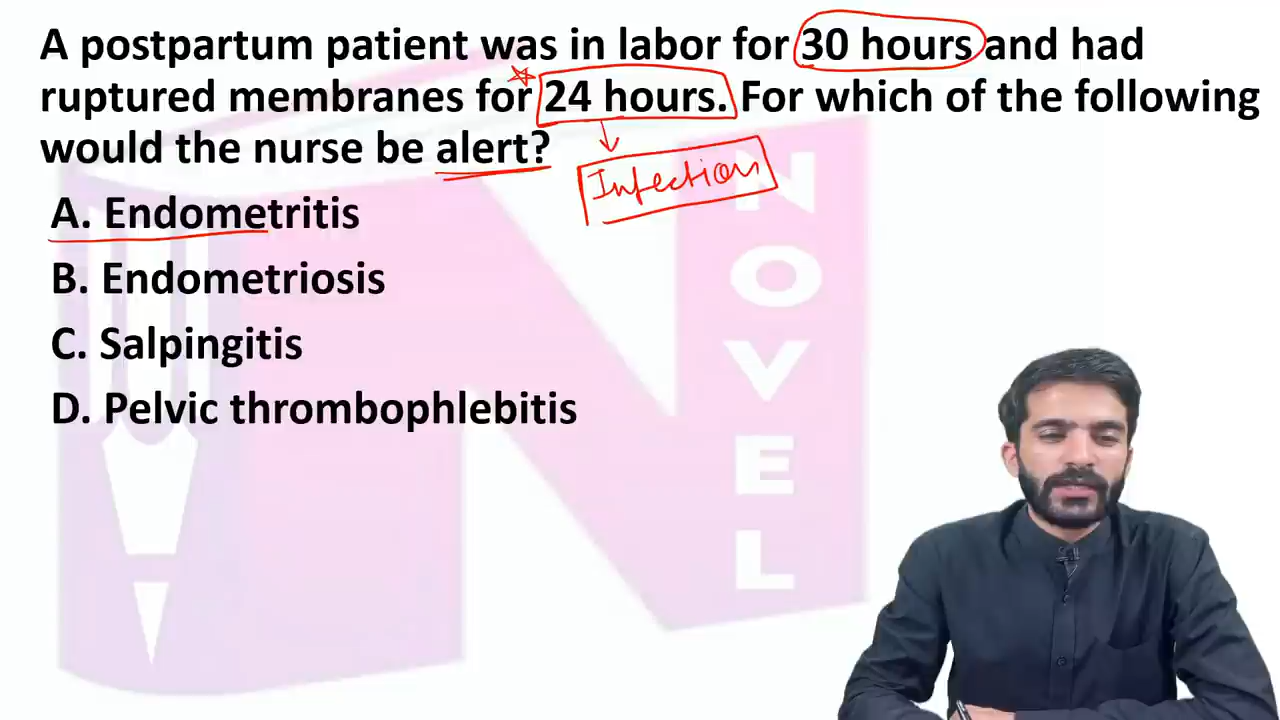 A postpartum patient was in labor for 30 hours and had
ruptured membranes for 24 hours. For which of the following
would the nurse be alert?
Infection
A. Endometritis
B. Endometriosis
C. Salpingitis
D. Pelvic thrombophlebitis
NOVEL